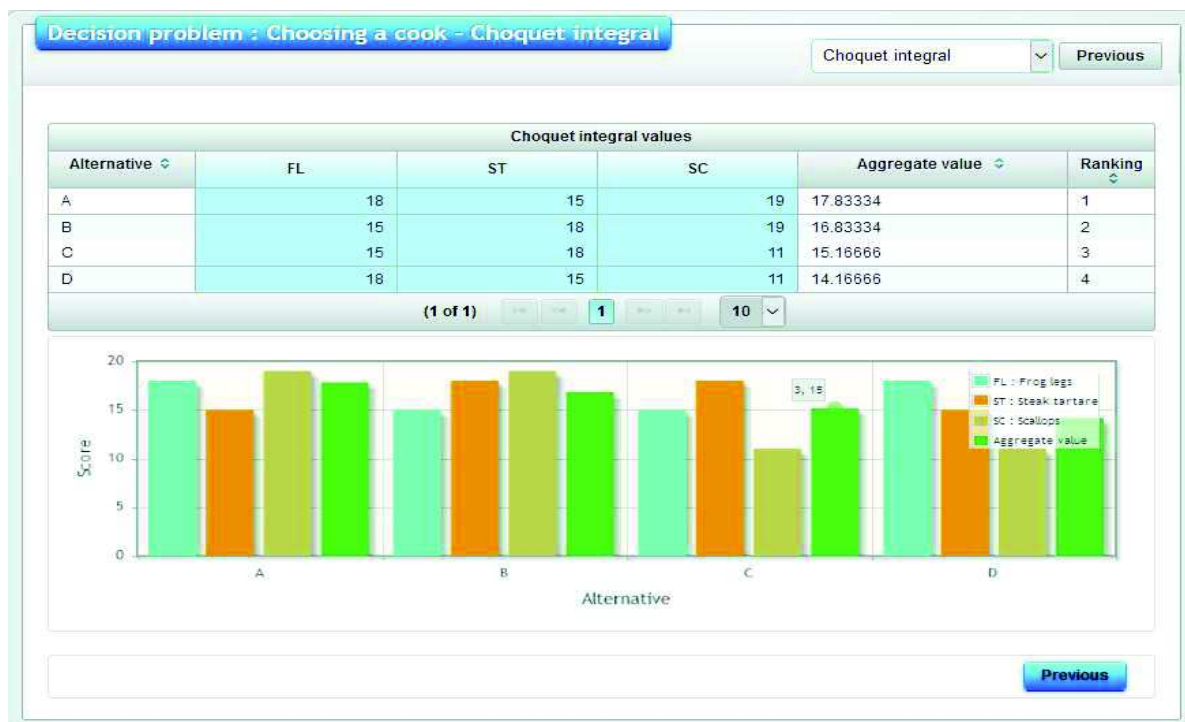 Decision problem : Choosing a cook - Choquet integral
Choquet integral Previous
Choquet integral values
Alternative FL ST SC Aggregate value Ranking
A 18 15 19 17.83334 1
B 15 18 19 16.83334 2
C 15 18 11 15.16666 3
D 18 15 11 14.16666 4
(1 of 1) 1 10
20
15
10
5
0
Score
3, 15
FL : Frog legs
ST : Steak tartare
SC : Scallops
Aggregate value
A B C D
Alternative
Previous